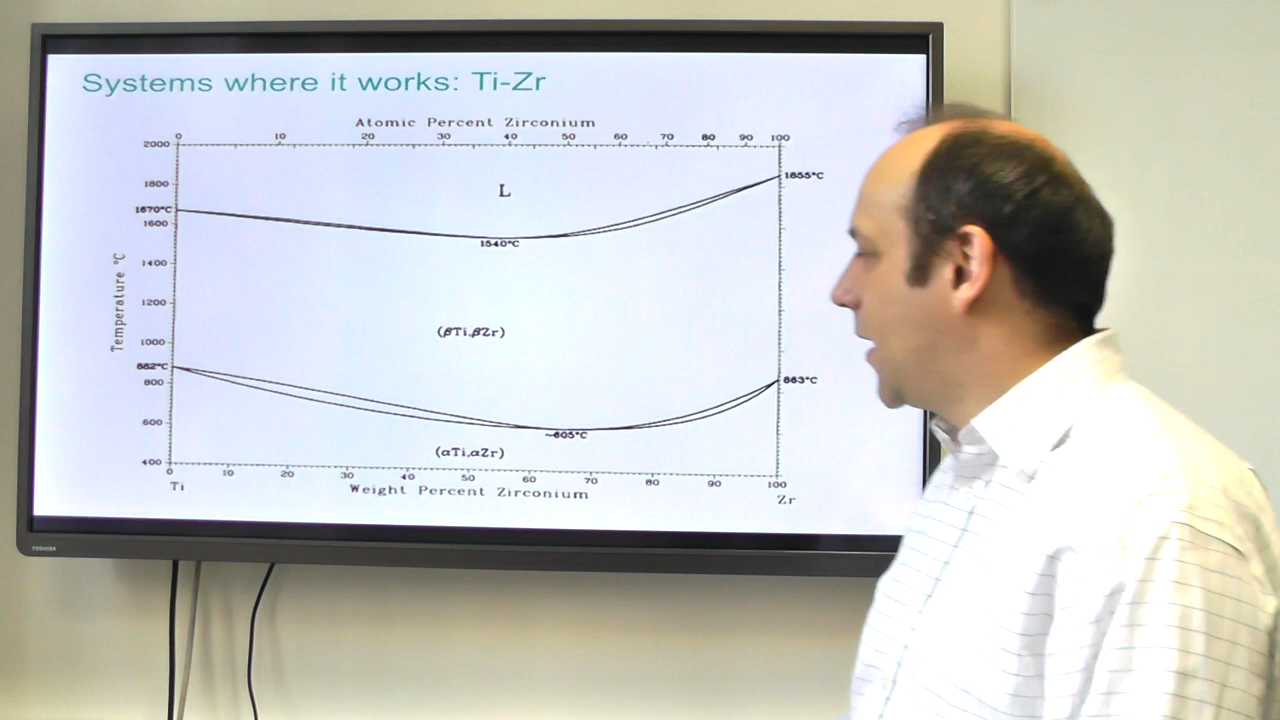 Systems where it works: Ti-Zr
Atomic Percent Zirconium
0 10 20 30 40 50 60 70 80 90 100
2000
1800
1670°C
1600
1400
1200
1000
882°C
800
600
400
Temperature °C
L
1855°C
1540°C
(βTi,βZr)
863°C
~605°C
(αTi,αZr)
0 10 20 30 40 50 60 70 80 90 100
Ti
Weight Percent Zirconium
Zr
TOSHIBA